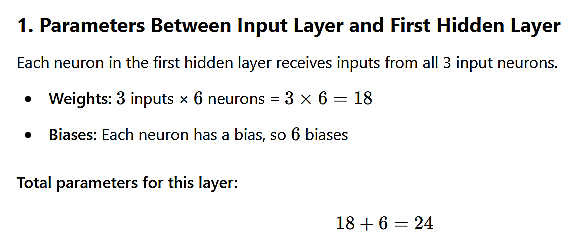 1. Parameters Between Input Layer and First Hidden Layer
Each neuron in the first hidden layer receives inputs from all 3 input neurons.
• Weights: 3 inputs × 6 neurons = 3 × 6 = 18
• Biases: Each neuron has a bias, so 6 biases
Total parameters for this layer:
18 + 6 = 24